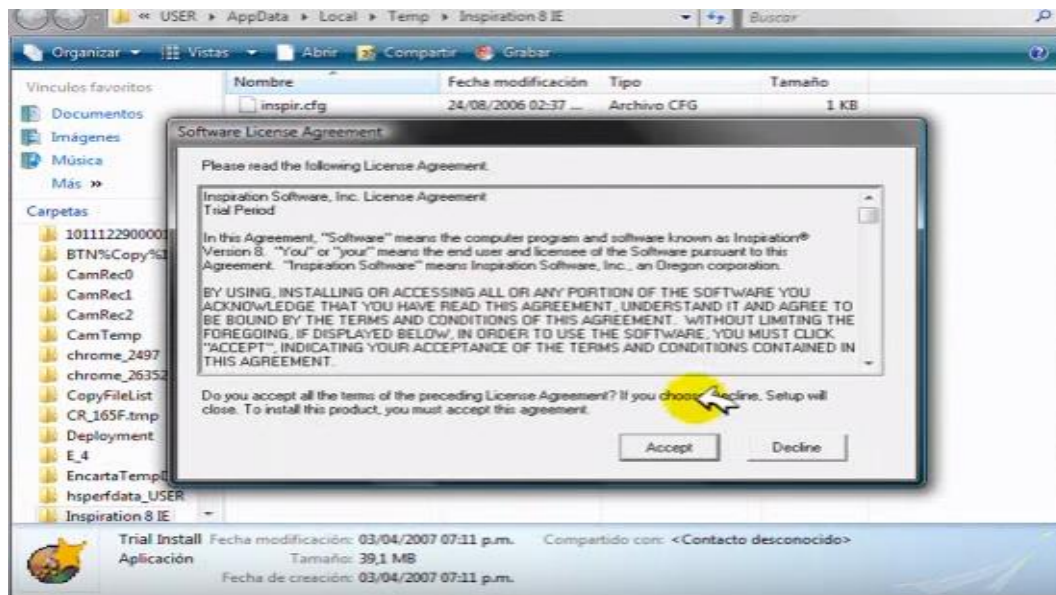 « USER ▸ AppData ▸ Local ▸ Temp ▸ Inspiration 8 IE
Buscar
Organizar Vistas Abrir Compartir Grabar
Vínculos favoritos
Documentos
Imágenes
Música
Más »
Carpetas
BTN%Copy%
CamRec0
CamRec1
CamRec2
CamTemp
chrome_2497
chrome_26352
CopyFileList
CR_165F.tmp
Deployment
E_4
hsperfdata_USER
Inspiration 8 IE
Nombre Fecha modificación Tipo Tamaño
inspir.cfg 24/08/2006 02:37 ... Archivo CFG 1 KB
Software License Agreement
Please read the following License Agreement.
Inspiration Software, Inc. License Agreement
Trial Period
In this Agreement, "Software" means the computer program and software known as Inspiration®
Version 8. "You" or "your" means the end user and licensee of the Software pursuant to this
Agreement. "Inspiration Software" means Inspiration Software, Inc., an Oregon corporation.
BY USING, INSTALLING OR ACCESSING ALL OR ANY PORTION OF THE SOFTWARE YOU
ACKNOWLEDGE THAT YOU HAVE READ THIS AGREEMENT, UNDERSTAND IT AND AGREE TO
BE BOUND BY THE TERMS AND CONDITIONS OF THIS AGREEMENT. WITHOUT LIMITING THE
FOREGOING, IF DISPLAYED BELOW, IN ORDER TO USE THE SOFTWARE, YOU MUST CLICK
"ACCEPT", INDICATING YOUR ACCEPTANCE OF THE TERMS AND CONDITIONS CONTAINED IN
THIS AGREEMENT.
Do you accept all the terms of the preceding License Agreement? If you choose Decline, Setup will
close. To install this product, you must accept this agreement.
Accept Decline
Trial Install Fecha modificación: 03/04/2007 07:11 p.m. Compartido con: <Contacto desconocido>
Aplicación Tamaño: 39,1 MB
Fecha de creación: 03/04/2007 07:11 p.m.